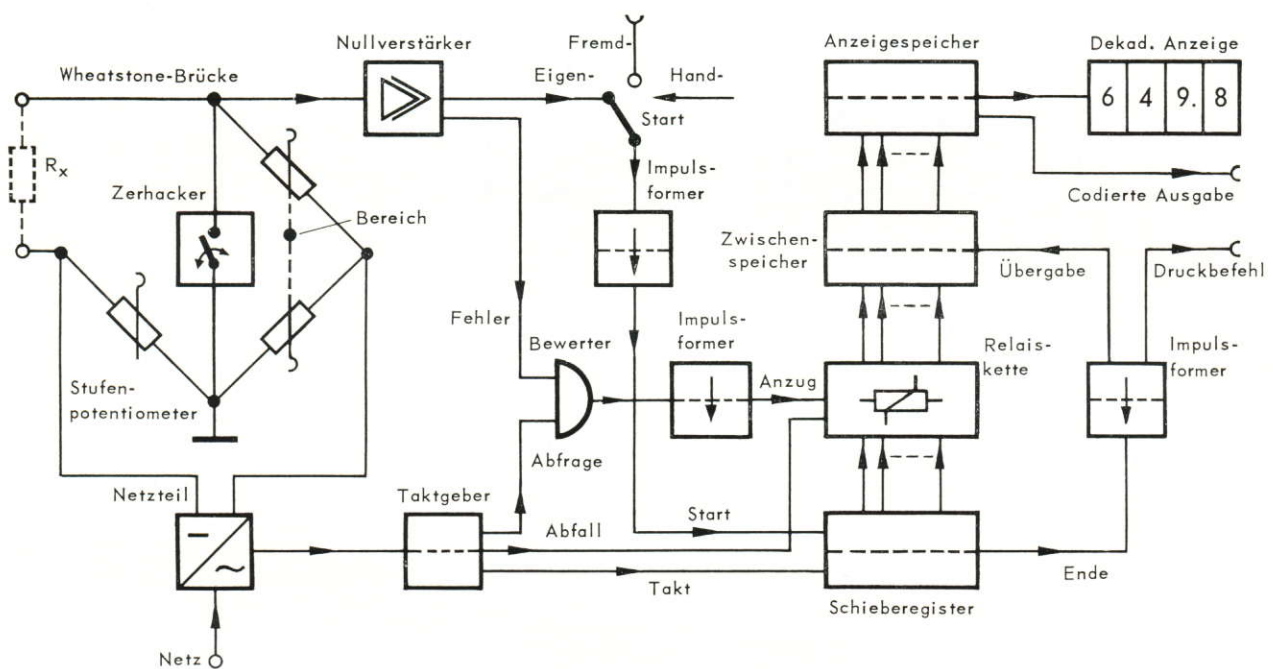 Nullverstärker
Fremd-
Anzeigespeicher
Dekad. Anzeige
Wheatstone-Brücke
Eigen-
Hand-
6 4 9. 8
Start
Rx
Impuls-
former
Zerhacker
Codierte Ausgabe
Bereich
Zwischen-
speicher
Übergabe
Druckbefehl
Fehler
Impuls-
former
Bewerter
Relais-
kette
Impuls-
former
Anzug
Stufen-
potentiometer
Abfrage
Netzteil
Taktgeber
Start
Abfall
Takt
Ende
Schieberegister
Netz